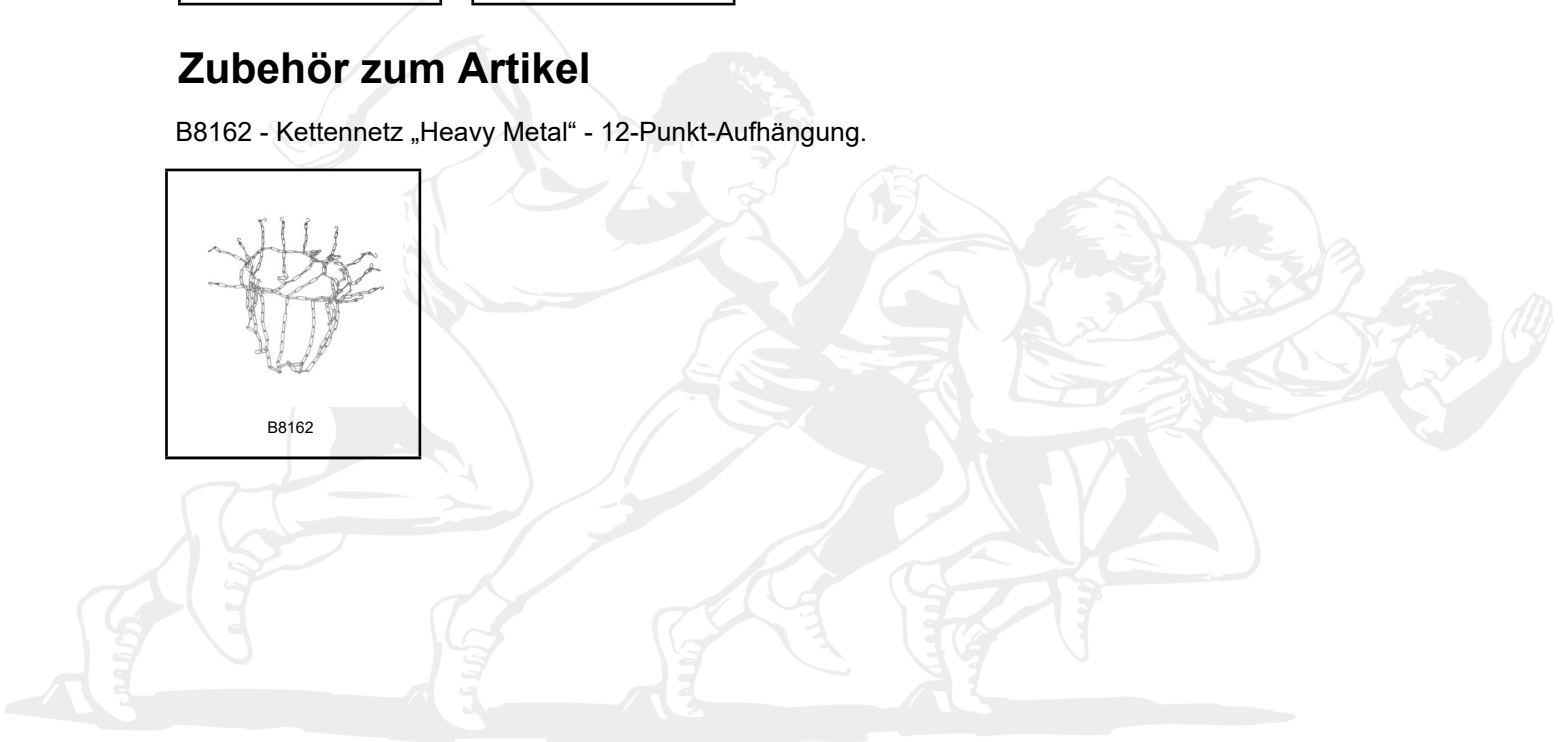 Zubehör zum Artikel
B8162 - Kettennetz „Heavy Metal“ - 12-Punkt-Aufhängung.
B8162